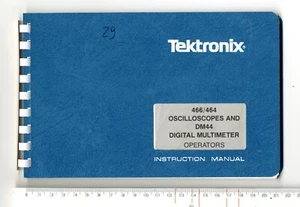 29
Tektronix
466/464
OSCILLOSCOPES AND
DM44
DIGITAL MULTIMETER
OPERATORS
INSTRUCTION MANUAL